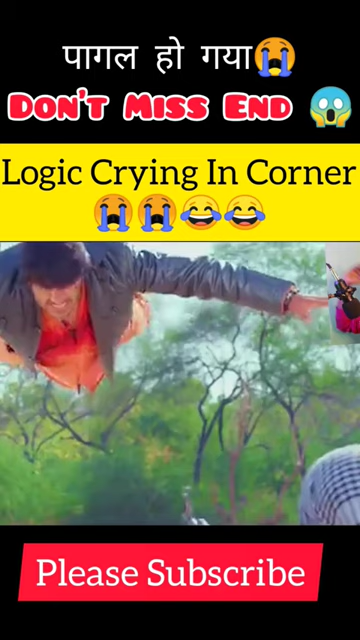 पागल हो गया😭
DON'T MISS END 😱
Logic Crying In Corner
😭😭😂😂
Please Subscribe